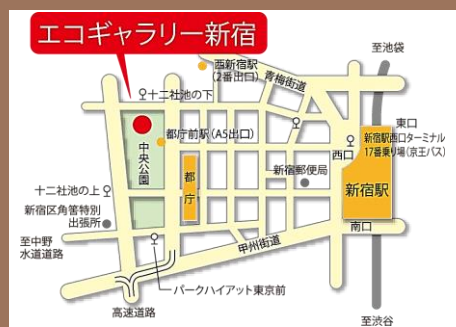 エコギャラリー新宿
至池袋
西新宿駅
(2番出口)
青梅街道
十二社池の下
東口
都庁前駅(A5出口)
新宿駅西口ターミナル
17番乗り場(京王バス)
西口
中央公園
新宿郵便局
都庁
新宿駅
十二社池の上
新宿区角筈特別
出張所
南口
至中野
水道道路
甲州街道
パークハイアット東京前
高速道路
至渋谷